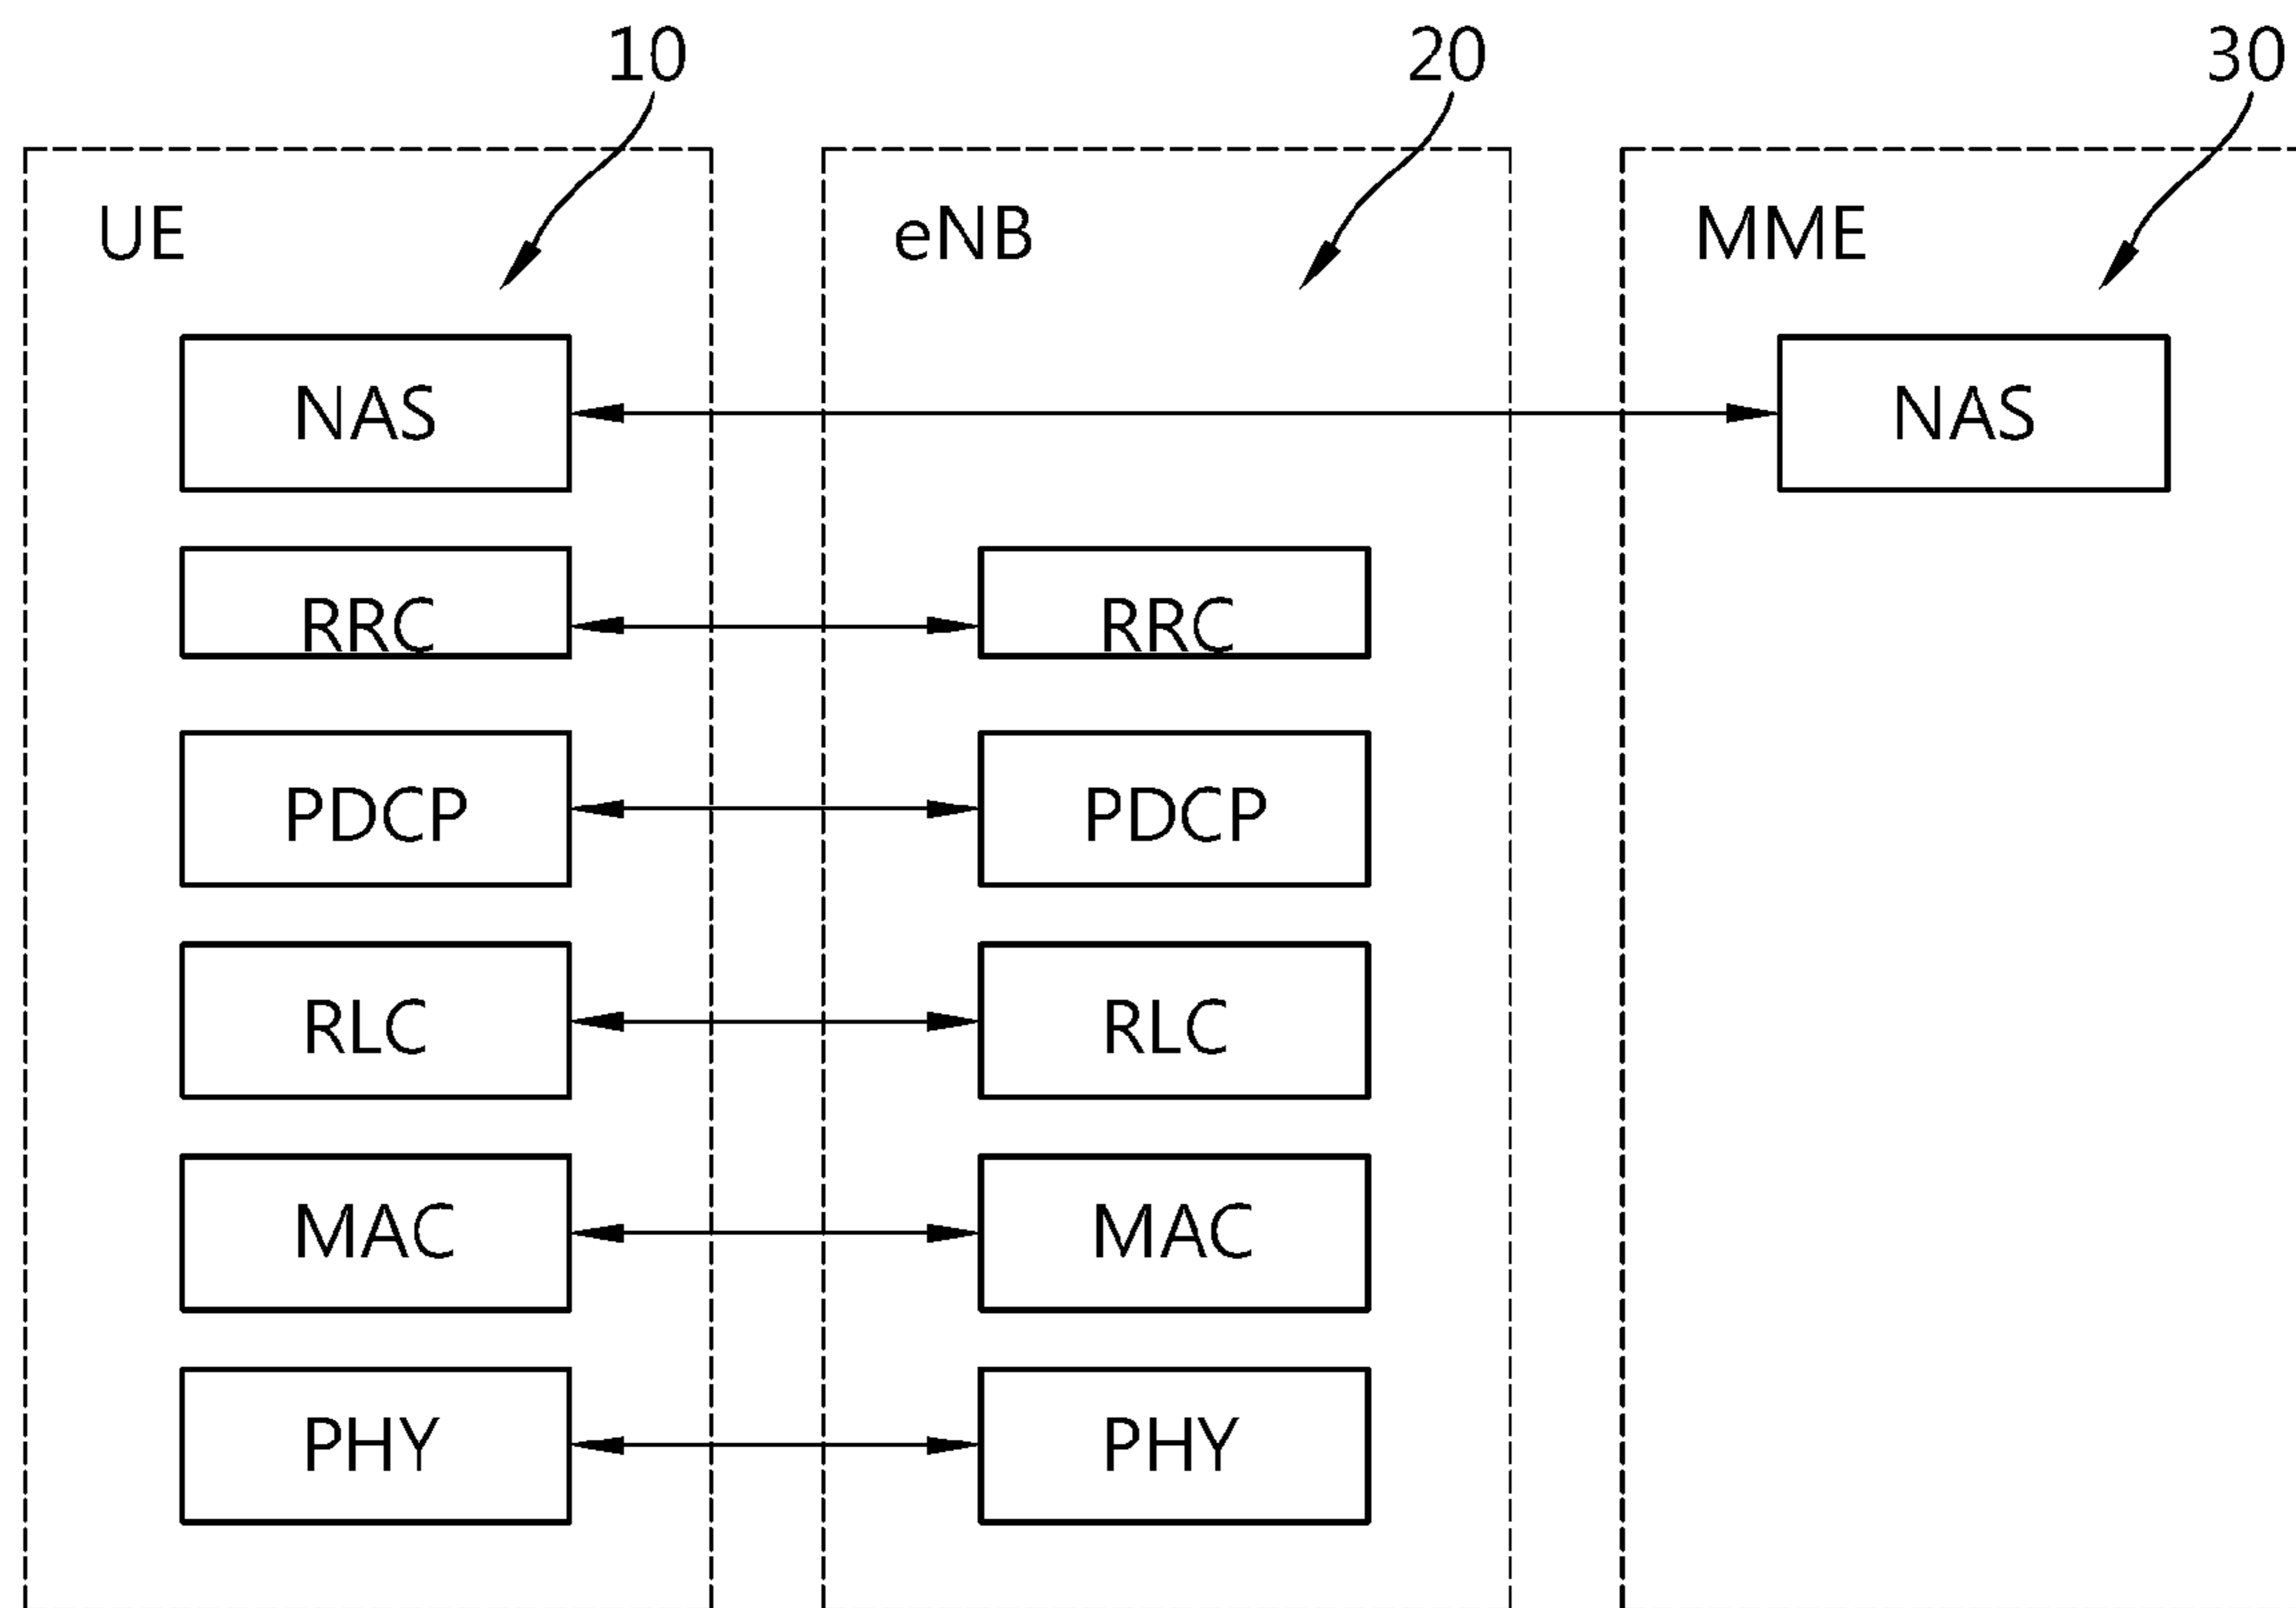 10 20 30
UE eNB MME
NAS NAS
RRC RRC
PDCP PDCP
RLC RLC
MAC MAC
PHY PHY